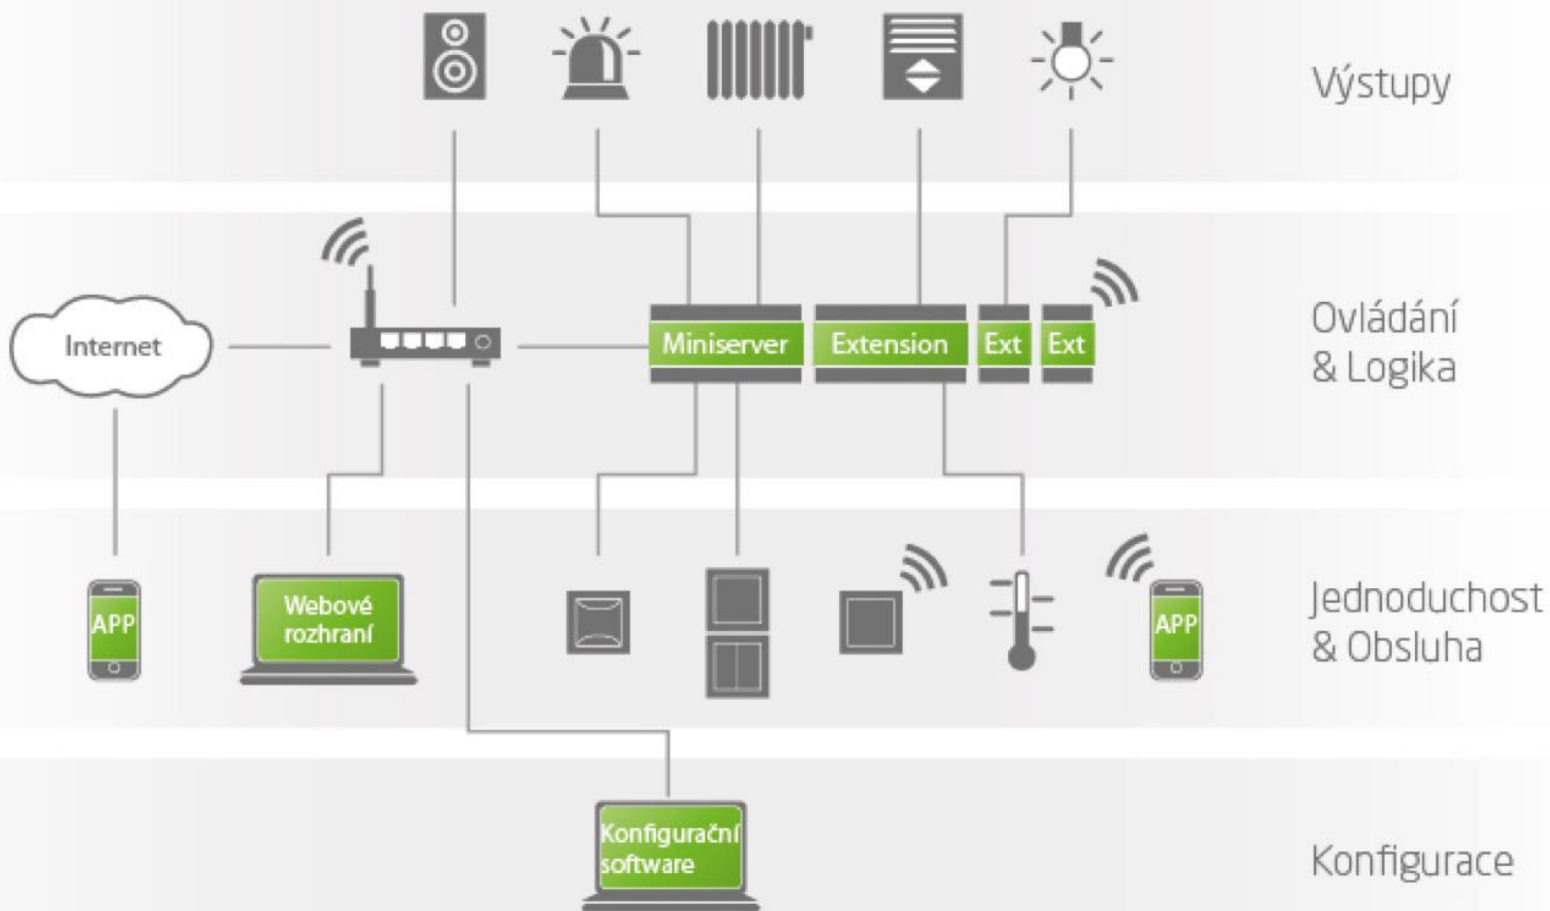 Výstupy
Internet
Miniserver
Extension
Ext
Ext
Ovládání
& Logika
APP
Webové
rozhraní
APP
Jednoduchost
& Obsluha
Konfigurační
software
Konfigurace